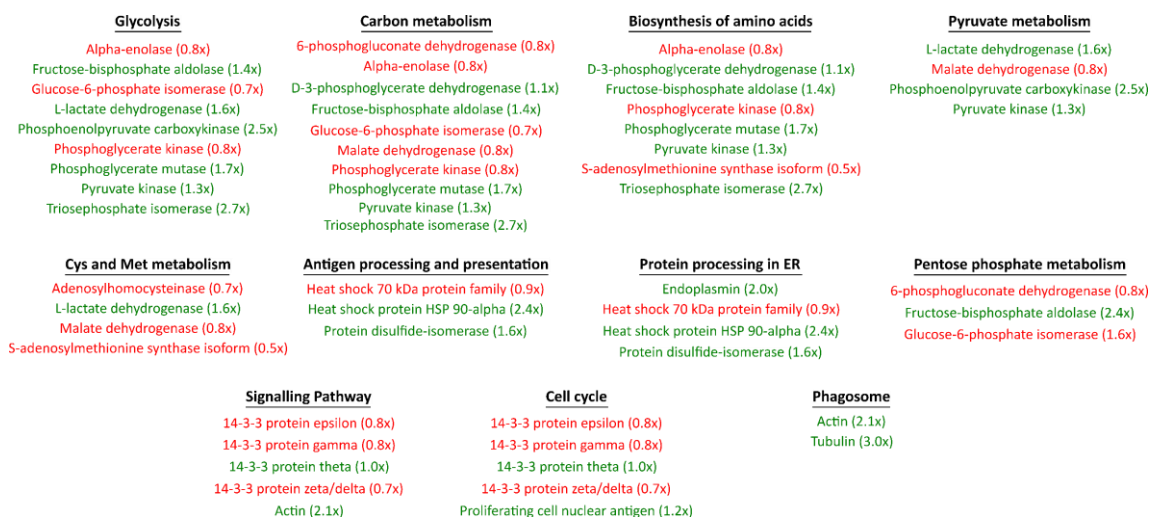 Glycolysis
Alpha-enolase (0.8x)
Fructose-bisphosphate aldolase (1.4x)
Glucose-6-phosphate isomerase (0.7x)
L-lactate dehydrogenase (1.6x)
Phosphoenolpyruvate carboxykinase (2.5x)
Phosphoglycerate kinase (0.8x)
Phosphoglycerate mutase (1.7x)
Pyruvate kinase (1.3x)
Triosephosphate isomerase (2.7x)
Carbon metabolism
6-phosphogluconate dehydrogenase (0.8x)
Alpha-enolase (0.8x)
D-3-phosphoglycerate dehydrogenase (1.1x)
Fructose-bisphosphate aldolase (1.4x)
Glucose-6-phosphate isomerase (0.7x)
Malate dehydrogenase (0.8x)
Phosphoglycerate kinase (0.8x)
Phosphoglycerate mutase (1.7x)
Pyruvate kinase (1.3x)
Triosephosphate isomerase (2.7x)
Biosynthesis of amino acids
Alpha-enolase (0.8x)
D-3-phosphoglycerate dehydrogenase (1.1x)
Fructose-bisphosphate aldolase (1.4x)
Phosphoglycerate kinase (0.8x)
Phosphoglycerate mutase (1.7x)
Pyruvate kinase (1.3x)
S-adenosylmethionine synthase isoform (0.5x)
Triosephosphate isomerase (2.7x)
Pyruvate metabolism
L-lactate dehydrogenase (1.6x)
Malate dehydrogenase (0.8x)
Phosphoenolpyruvate carboxykinase (2.5x)
Pyruvate kinase (1.3x)
Cys and Met metabolism
Adenosylhomocysteinase (0.7x)
L-lactate dehydrogenase (1.6x)
Malate dehydrogenase (0.8x)
S-adenosylmethionine synthase isoform (0.5x)
Antigen processing and presentation
Heat shock 70 kDa protein family (0.9x)
Heat shock protein HSP 90-alpha (2.4x)
Protein disulfide-isomerase (1.6x)
Protein processing in ER
Endoplasmin (2.0x)
Heat shock 70 kDa protein family (0.9x)
Heat shock protein HSP 90-alpha (2.4x)
Protein disulfide-isomerase (1.6x)
Pentose phosphate metabolism
6-phosphogluconate dehydrogenase (0.8x)
Fructose-bisphosphate aldolase (2.4x)
Glucose-6-phosphate isomerase (1.6x)
Signalling Pathway
14-3-3 protein epsilon (0.8x)
14-3-3 protein gamma (0.8x)
14-3-3 protein theta (1.0x)
14-3-3 protein zeta/delta (0.7x)
Actin (2.1x)
Cell cycle
14-3-3 protein epsilon (0.8x)
14-3-3 protein gamma (0.8x)
14-3-3 protein theta (1.0x)
14-3-3 protein zeta/delta (0.7x)
Proliferating cell nuclear antigen (1.2x)
Phagosome
Actin (2.1x)
Tubulin (3.0x)